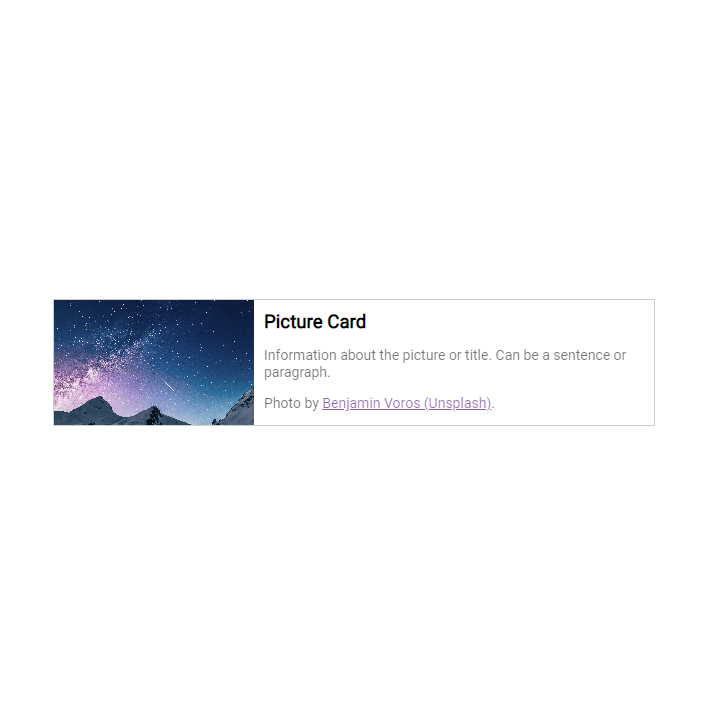 Picture Card
Information about the picture or title. Can be a sentence or
paragraph.
Photo by Benjamin Voros (Unsplash).